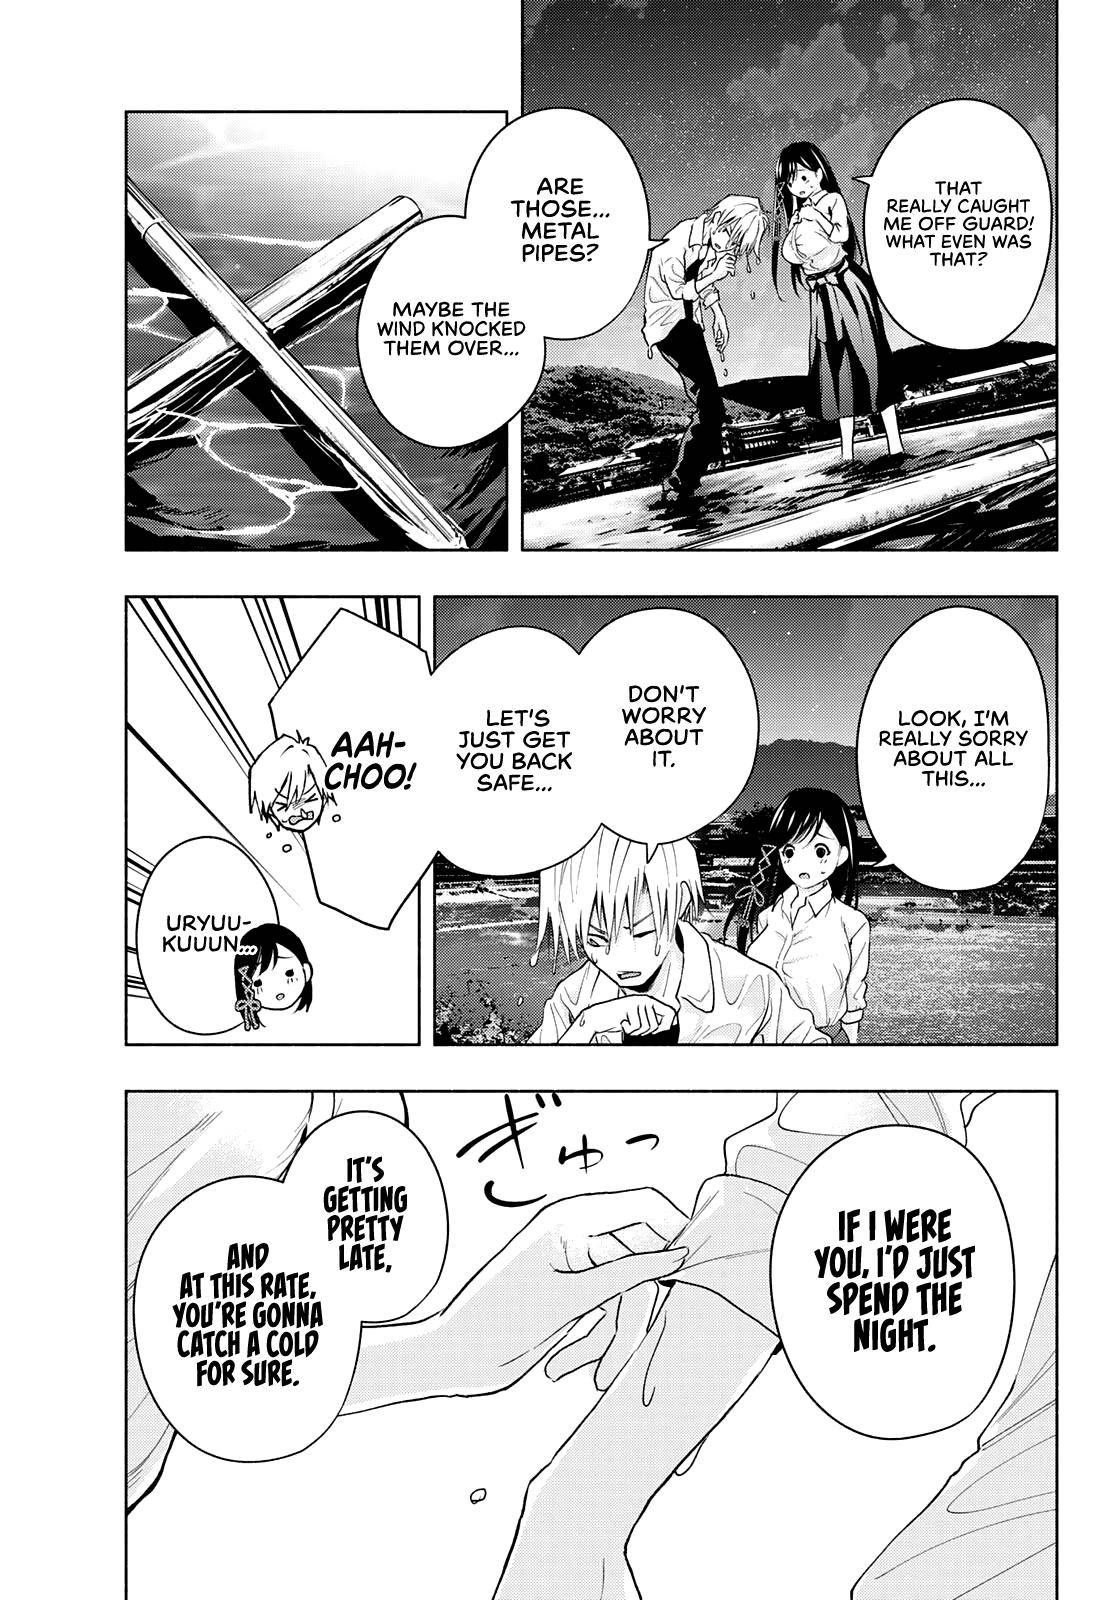 THAT
REALLY CAUGHT
ME OFF GUARD!
WHAT EVEN WAS
THAT?
ARE
THOSE...
METAL
PIPES?
MAYBE THE
WIND KNOCKED
THEM OVER...
LOOK, I'M
REALLY SORRY
ABOUT ALL
THIS...
DON'T
WORRY
ABOUT
IT.
LET'S
JUST GET
YOU BACK
SAFE...
AAH-
CHOO!
URYUU-
KUUUN...
IF I WERE
YOU, I'D JUST
SPEND THE
NIGHT.
ぎゅっ
IT'S
GETTING
PRETTY
LATE,
AND
AT THIS RATE,
YOU'RE GONNA
CATCH A COLD
FOR SURE.